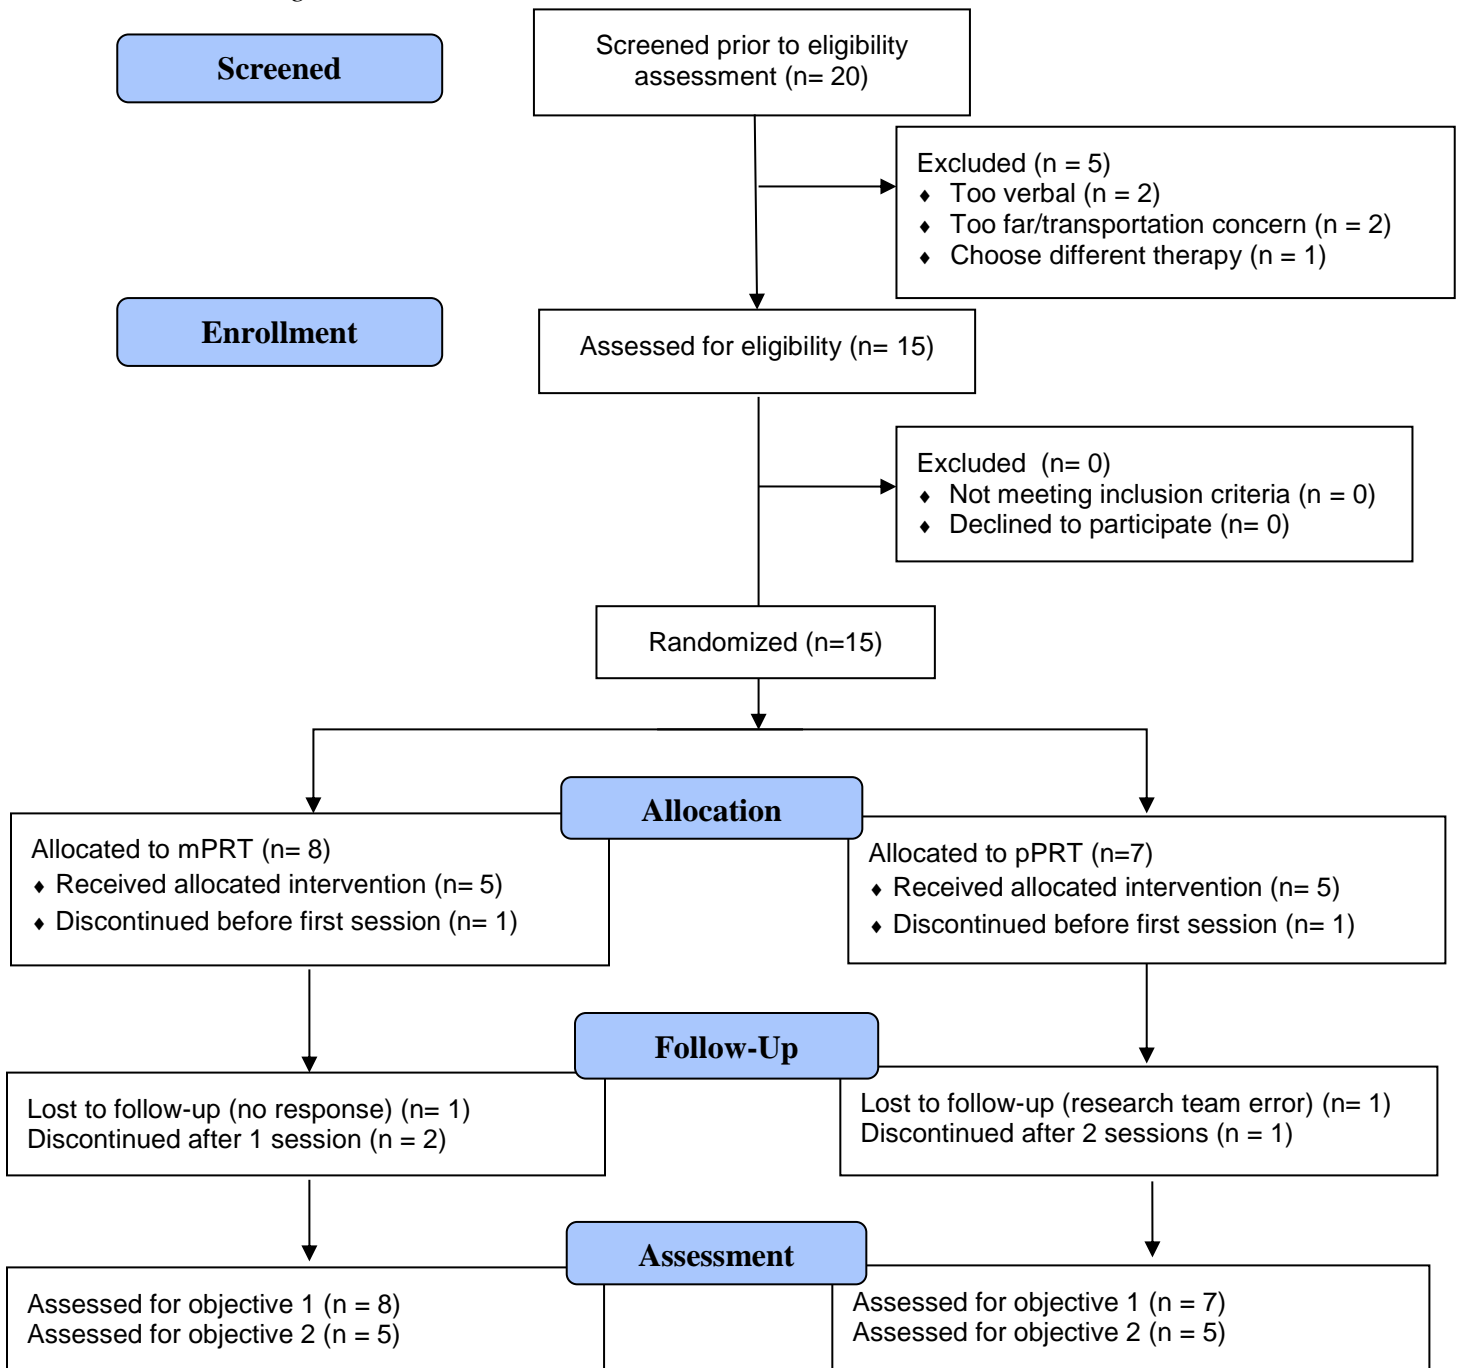 Screened
Screened prior to eligibility
assessment (n= 20)
Excluded (n = 5)
♦ Too verbal (n = 2)
♦ Too far/transportation concern (n = 2)
♦ Choose different therapy (n = 1)
Enrollment
Assessed for eligibility (n= 15)
Excluded (n= 0)
♦ Not meeting inclusion criteria (n = 0)
♦ Declined to participate (n= 0)
Randomized (n=15)
Allocation
Allocated to mPRT (n= 8)
♦ Received allocated intervention (n= 5)
♦ Discontinued before first session (n= 1)
Allocated to pPRT (n=7)
♦ Received allocated intervention (n= 5)
♦ Discontinued before first session (n= 1)
Follow-Up
Lost to follow-up (no response) (n= 1)
Discontinued after 1 session (n = 2)
Lost to follow-up (research team error) (n= 1)
Discontinued after 2 sessions (n = 1)
Assessment
Assessed for objective 1 (n = 8)
Assessed for objective 2 (n = 5)
Assessed for objective 1 (n = 7)
Assessed for objective 2 (n = 5)